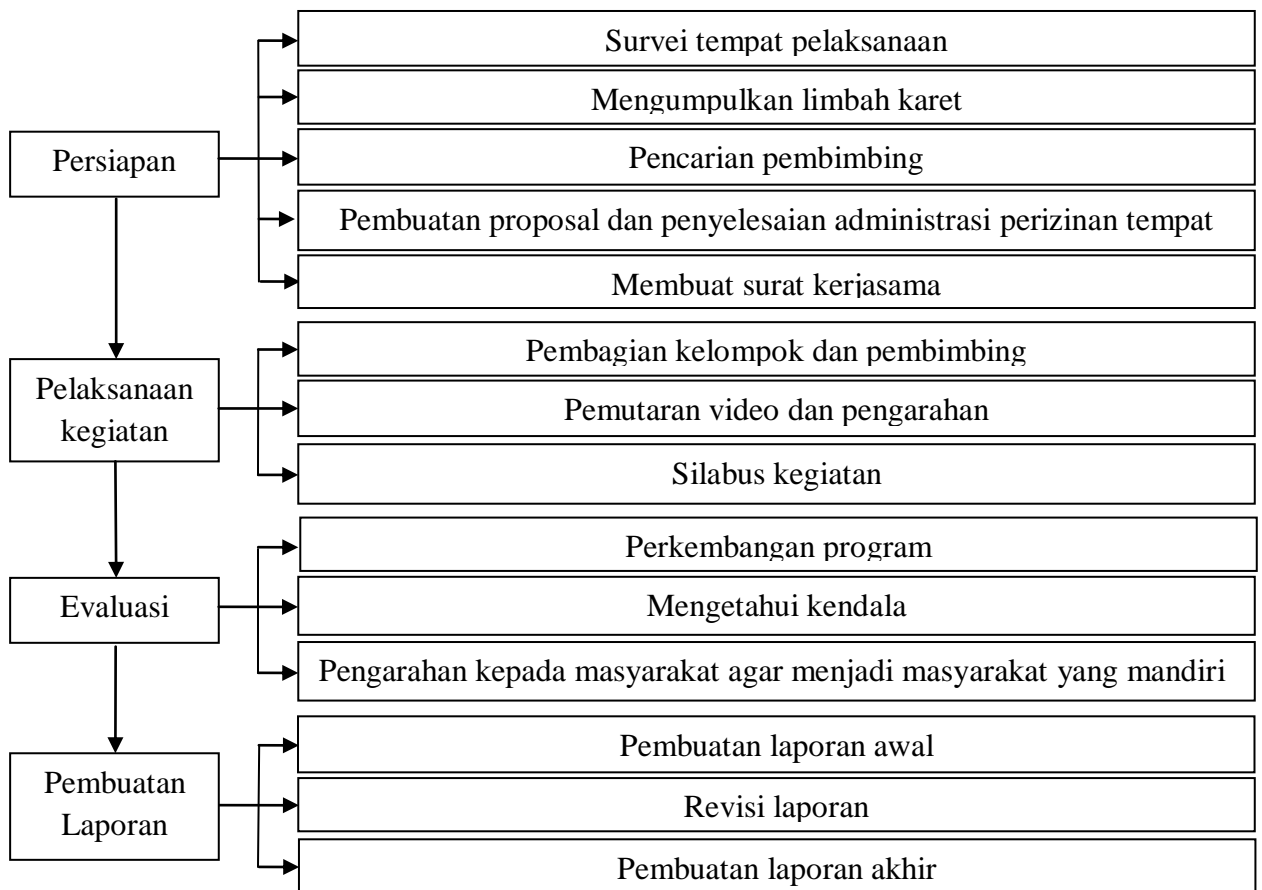 Persiapan
Survei tempat pelaksanaan
Mengumpulkan limbah karet
Pencarian pembimbing
Pembuatan proposal dan penyelesaian administrasi perizinan tempat
Membuat surat kerjasama
Pelaksanaan
kegiatan
Pembagian kelompok dan pembimbing
Pemutaran video dan pengarahan
Silabus kegiatan
Evaluasi
Perkembangan program
Mengetahui kendala
Pengarahan kepada masyarakat agar menjadi masyarakat yang mandiri
Pembuatan
Laporan
Pembuatan laporan awal
Revisi laporan
Pembuatan laporan akhir